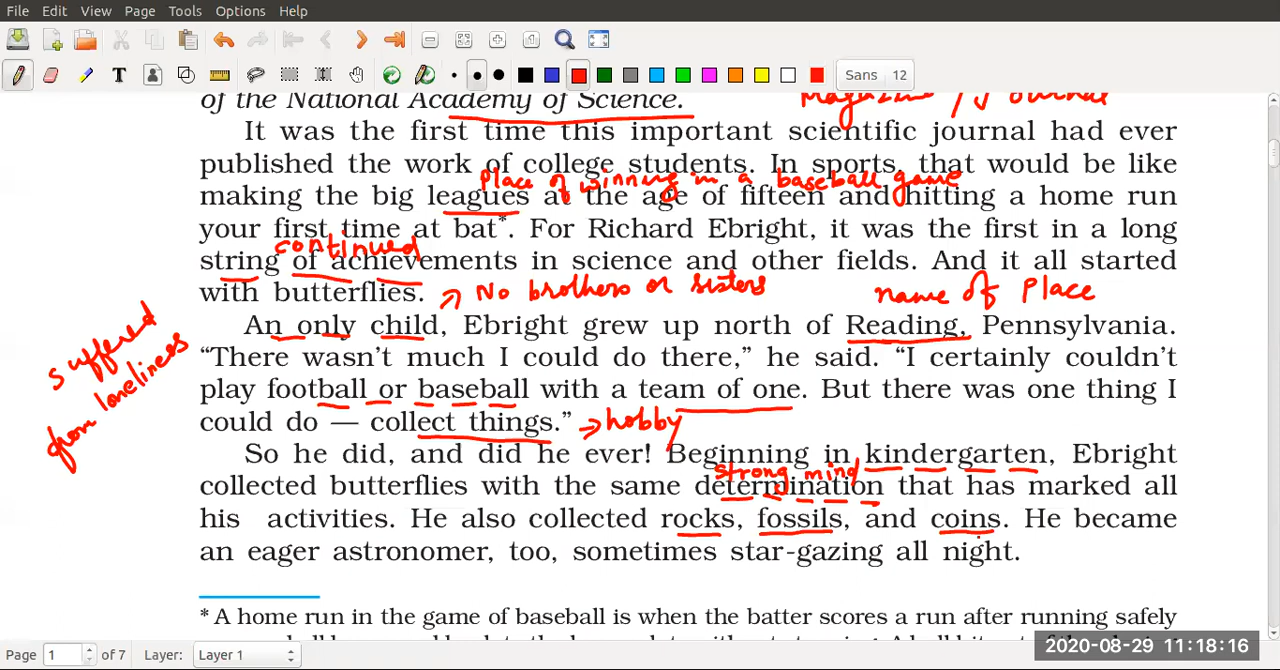 File Edit View Page Tools Options Help
Sans 12
of the National Academy of Science.
Magazine / Journal
It was the first time this important scientific journal had ever
published the work of college students. In sports, that would be like
Place of winning in a baseball game
making the big leagues at the age of fifteen and hitting a home run
your first time at bat*. For Richard Ebright, it was the first in a long
continued
string of achievements in science and other fields. And it all started
with butterflies.
→ No brothers or sisters
name of Place
An only child, Ebright grew up north of Reading, Pennsylvania.
“There wasn’t much I could do there,” he said. “I certainly couldn’t
play football or baseball with a team of one. But there was one thing I
could do — collect things.”
→ hobby
suffered
from loneliness
So he did, and did he ever! Beginning in kindergarten, Ebright
strong mind
collected butterflies with the same determination that has marked all
his activities. He also collected rocks, fossils, and coins. He became
an eager astronomer, too, sometimes star-gazing all night.
* A home run in the game of baseball is when the batter scores a run after running safely
Page 1 of 7 Layer: Layer 1
2020-08-29 11:18:16